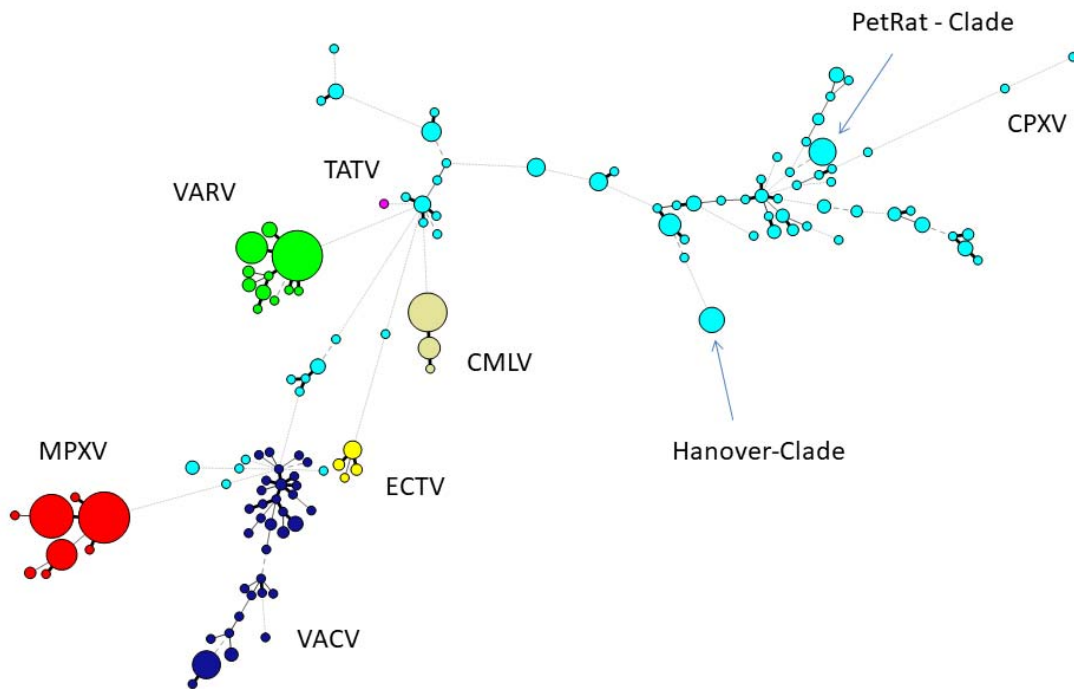 PetRat - Clade
CPXV
TATV
VARV
CMLV
MPXV
Hanover-Clade
ECTV
VACV